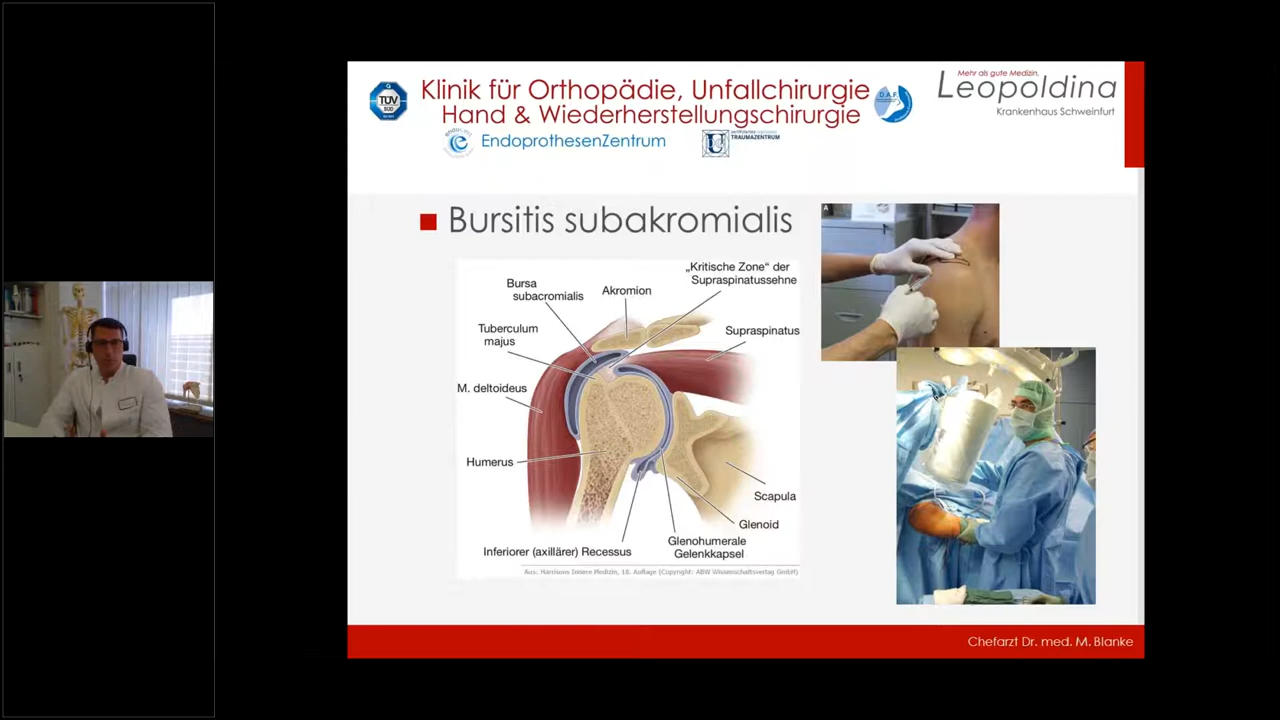 Klinik für Orthopädie, Unfallchirurgie
Hand & Wiederherstellungschirurgie
EndoprothesenZentrum
TRAUMAZENTRUM
TÜV
SÜD
D.A.F.
Mehr als gute Medizin.
Leopoldina
Krankenhaus Schweinfurt
Bursitis subakromialis
A
„Kritische Zone“ der
Supraspinatussehne
Bursa
subacromialis
Akromion
Tuberculum
majus
Supraspinatus
M. deltoideus
Humerus
Scapula
Glenoid
Glenohumerale
Gelenkkapsel
Inferiorer (axillärer) Recessus
Aus: Harrisons Innere Medizin, 18. Auflage (Copyright: ABW Wissenschaftsverlag GmbH)
Chefarzt Dr. med. M. Blanke